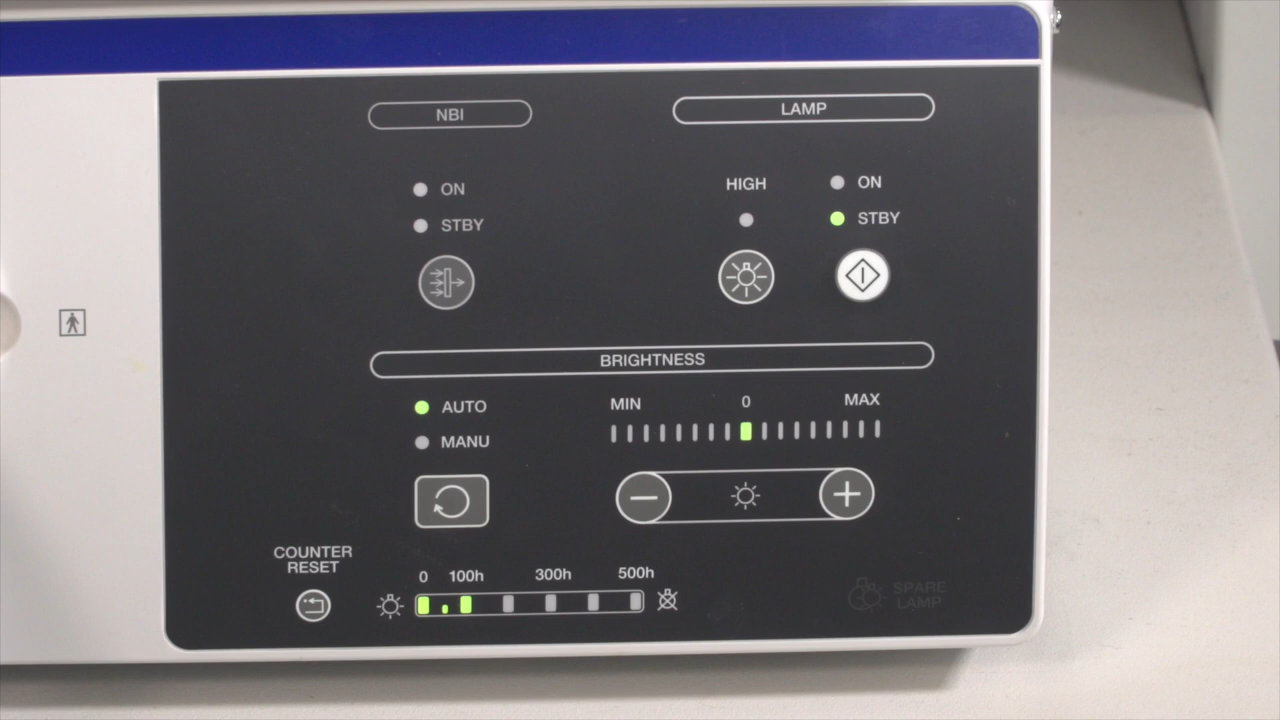 NBI
LAMP
ON
STBY
HIGH
ON
STBY
BRIGHTNESS
AUTO
MANU
MIN 0 MAX
COUNTER
RESET
0 100h 300h 500h
SPARE
LAMP